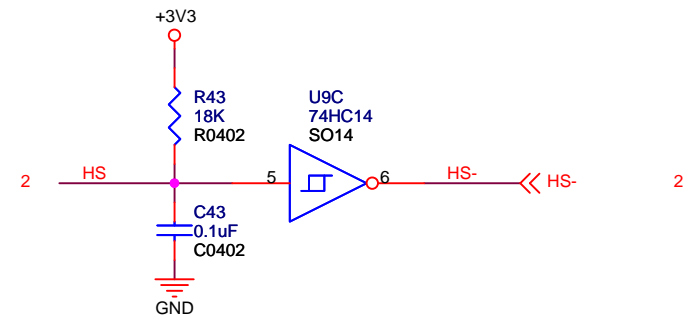 +3V3
R43
18K
R0402
U9C
74HC14
SO14
2
HS
5
6
HS-
HS-
2
C43
0.1uF
C0402
GND